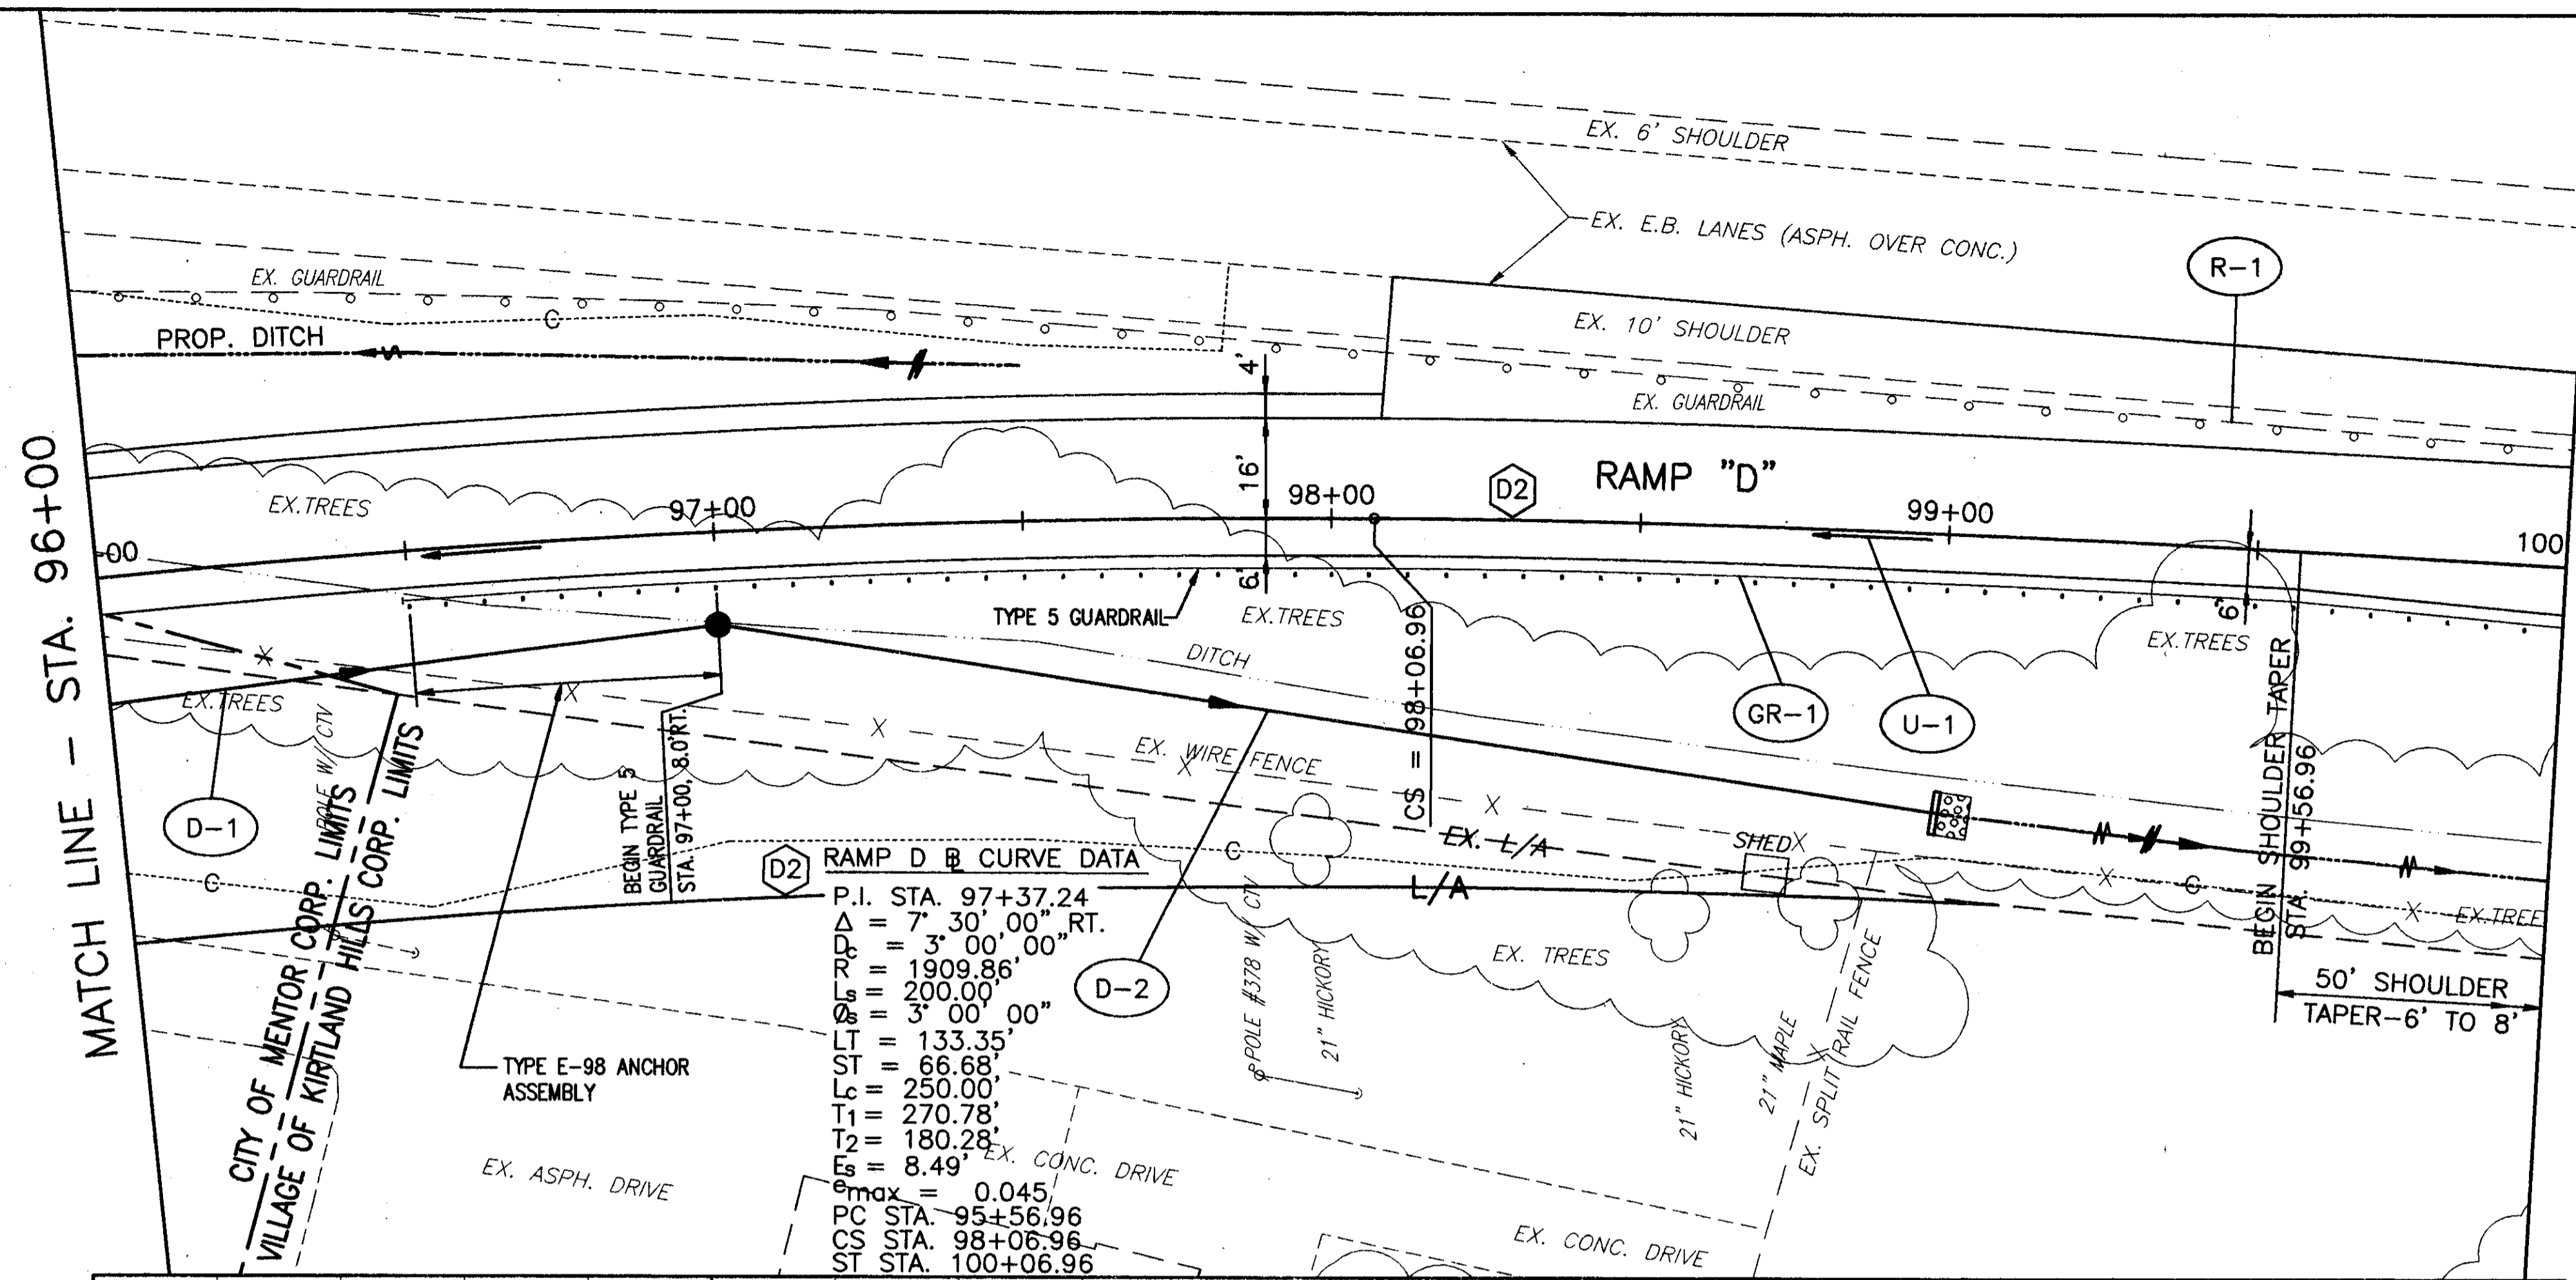 EX. 6' SHOULDER
EX. E.B. LANES (ASPH. OVER CONC.)
R-1
EX. GUARDRAIL
C
PROP. DITCH
EX. 10' SHOULDER
EX. GUARDRAIL
4'
16'
6'
MATCH LINE - STA. 96+00
EX.TREES
97+00
98+00
D2
RAMP "D"
99+00
100
00
TYPE 5 GUARDRAIL
EX.TREES
EX.TREES
6'
DITCH
GR-1
U-1
X
EX.TREES
POLE W/ CTV
X
X
EX. WIRE FENCE
X
X
CS = 98+06.96
BEGIN SHOULDER TAPER
STA. 99+56.96
D-1
BEGIN TYPE 5
GUARDRAIL
STA. 97+00, 8.0'RT.
CITY OF MENTOR CORP. LIMITS
VILLAGE OF KIRTLAND HILLS CORP. LIMITS
C
C
EX. L/A
L/A
SHED
X
X
C
X
EX.TREE
D2
RAMP D BL CURVE DATA
P.I. STA. 97+37.24
Δ = 7° 30' 00" RT.
Dc = 3° 00' 00"
R = 1909.86'
Ls = 200.00'
Øs = 3° 00' 00"
LT = 133.35'
ST = 66.68'
Lc = 250.00'
T1 = 270.78'
T2 = 180.28'
Es = 8.49'
emax = 0.045
PC STA. 95+56.96
CS STA. 98+06.96
ST STA. 100+06.96
D-2
POLE #378 W/ CTV
21" HICKORY
EX. TREES
21" HICKORY
21" MAPLE
EX. SPLIT RAIL FENCE
X
50' SHOULDER
TAPER-6' TO 8'
TYPE E-98 ANCHOR
ASSEMBLY
EX. ASPH. DRIVE
EX. CONC. DRIVE
EX. CONC. DRIVE